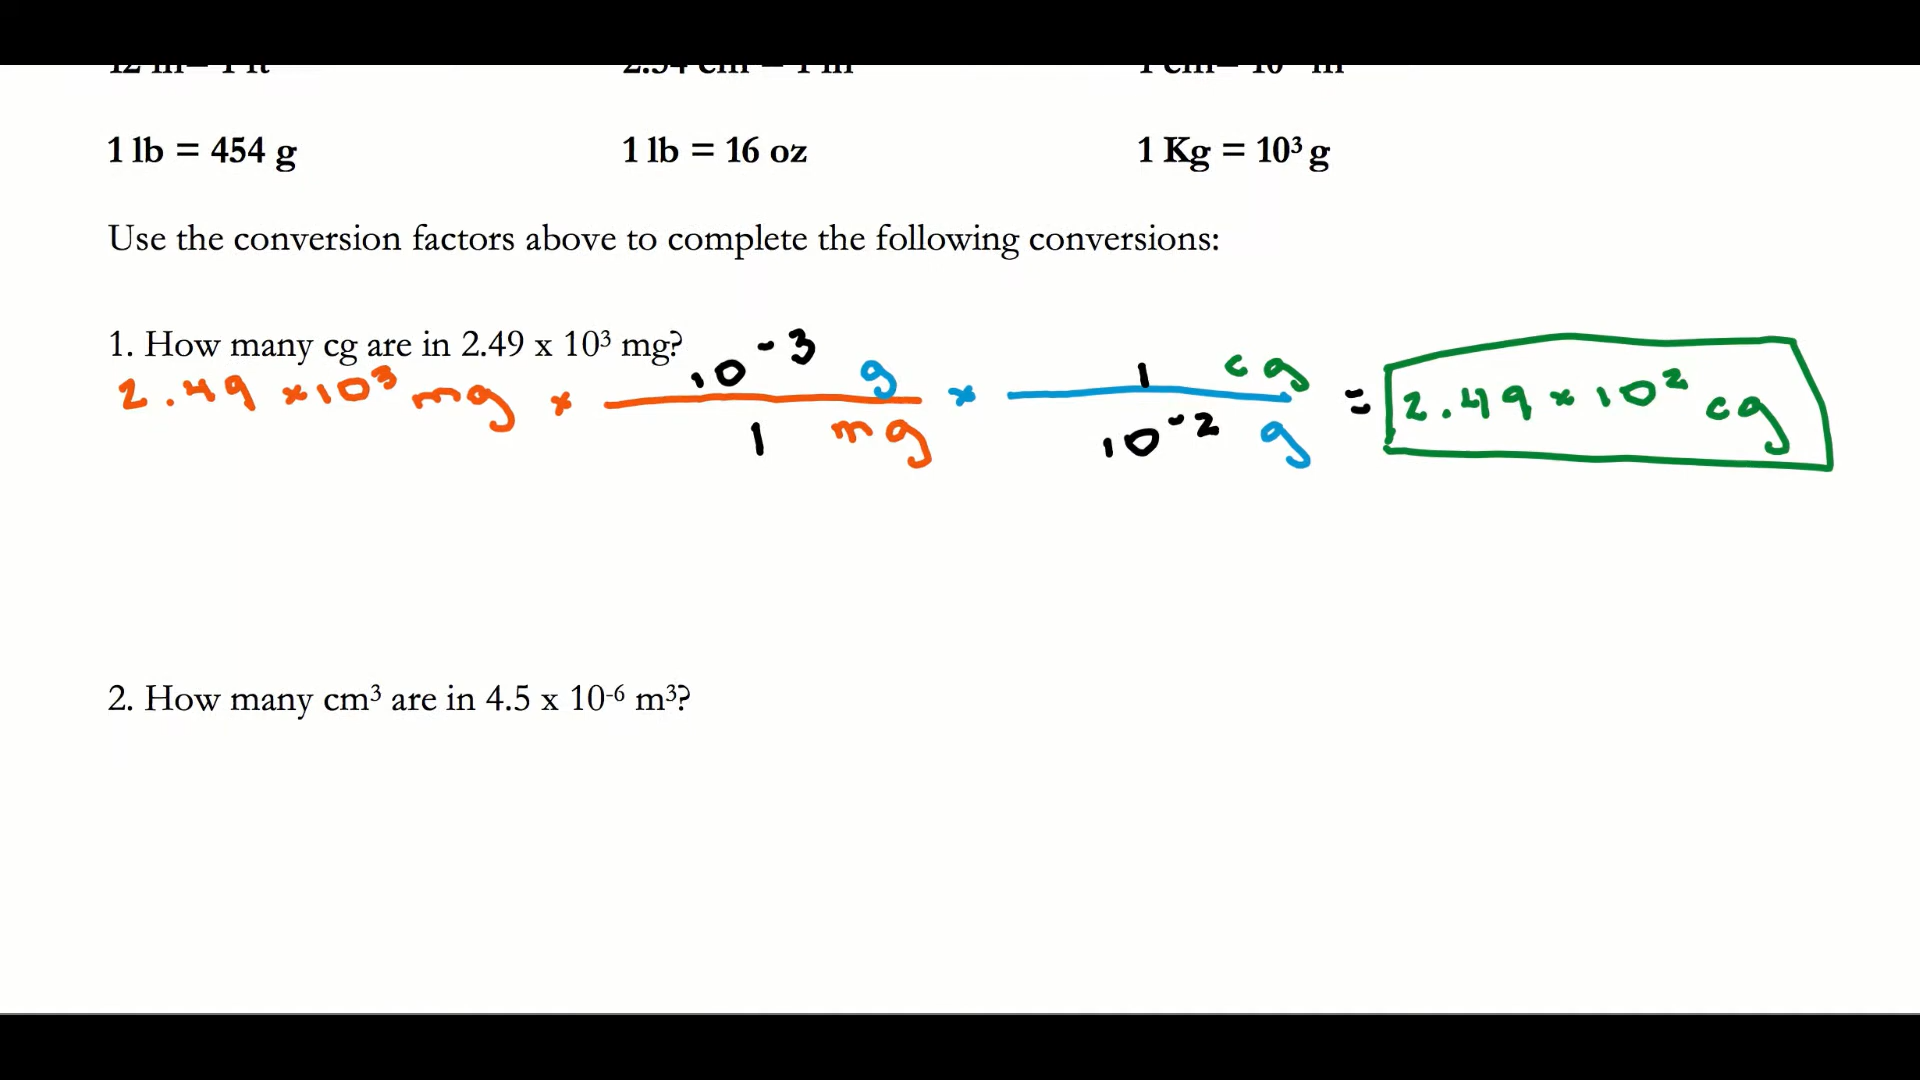 1 lb = 454 g 1 lb = 16 oz 1 Kg = 10³ g
Use the conversion factors above to complete the following conversions:
1. How many cg are in 2.49 x 10³ mg?
2.49 × 10³ mg × 10⁻³ g / 1 mg × 1 cg / 10⁻² g = 2.49 × 10² cg
2. How many cm³ are in 4.5 x 10⁻⁶ m³?